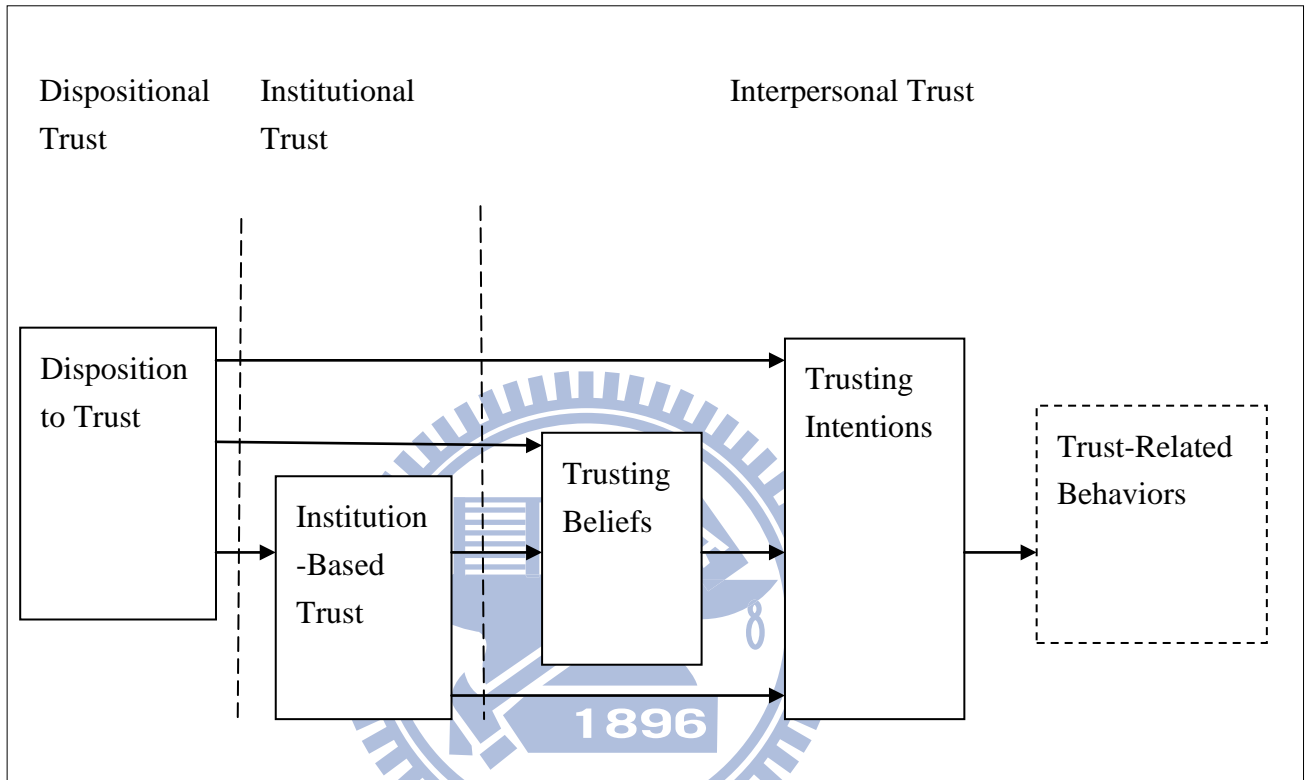 Dispositional
Trust
Institutional
Trust
Interpersonal Trust
Disposition
to Trust
Institution
-Based
Trust
Trusting
Beliefs
Trusting
Intentions
Trust-Related
Behaviors
1896